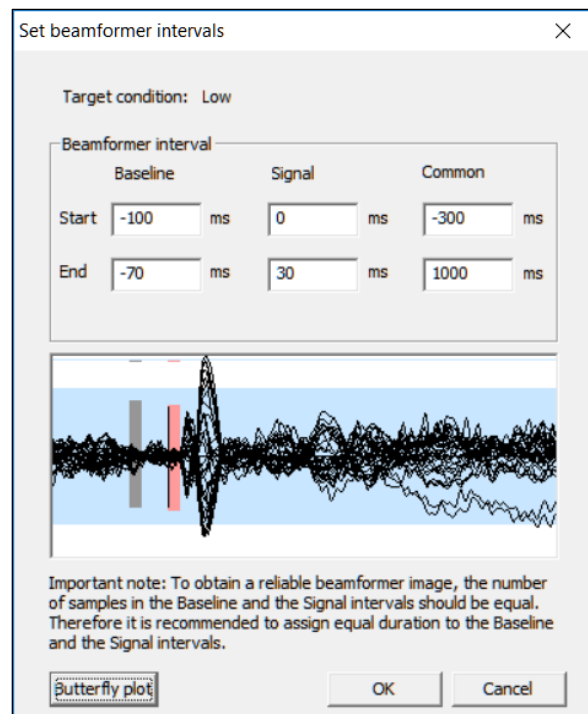 Set beamformer intervals
Target condition: Low
Beamformer interval
Baseline Signal Common
Start -100 ms 0 ms -300 ms
End -70 ms 30 ms 1000 ms
Important note: To obtain a reliable beamformer image, the number
of samples in the Baseline and the Signal intervals should be equal.
Therefore it is recommended to assign equal duration to the Baseline
and the Signal intervals.
Butterfly plot OK Cancel